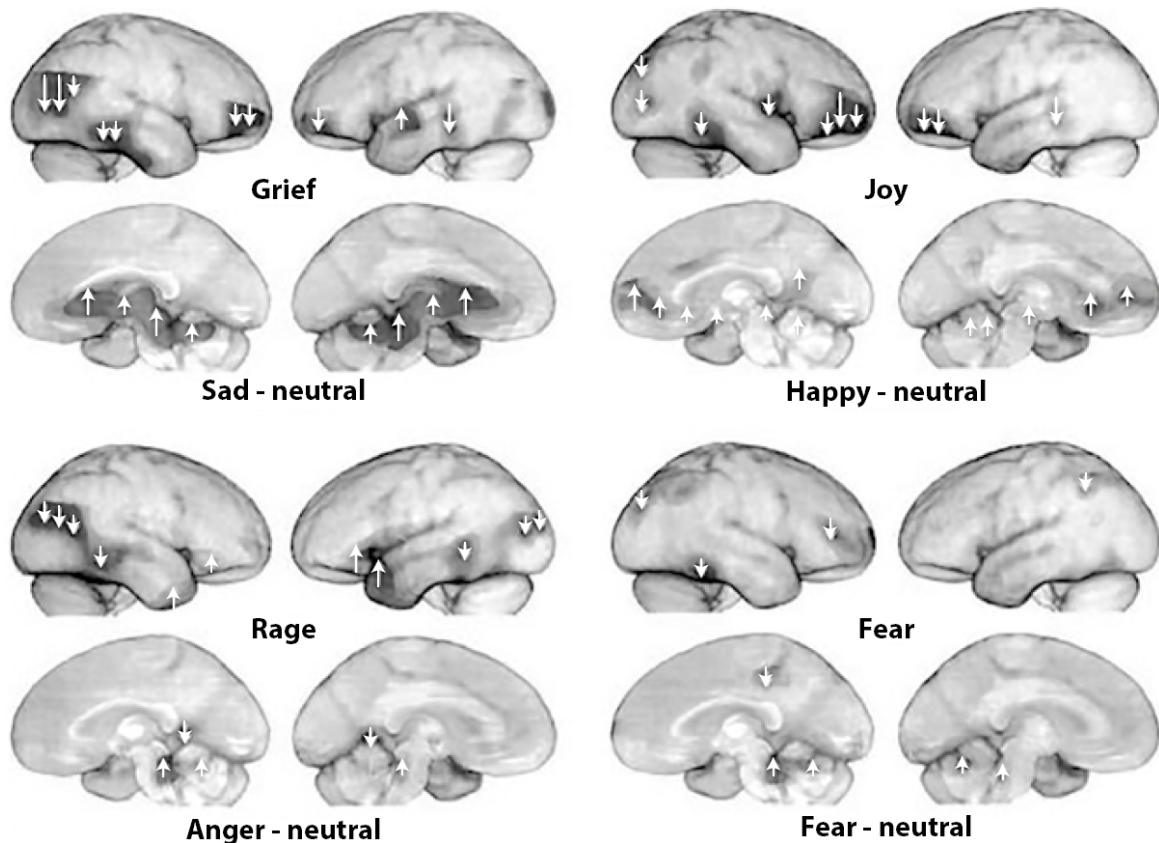 Grief
Joy
Sad - neutral
Happy - neutral
Rage
Fear
Anger - neutral
Fear - neutral